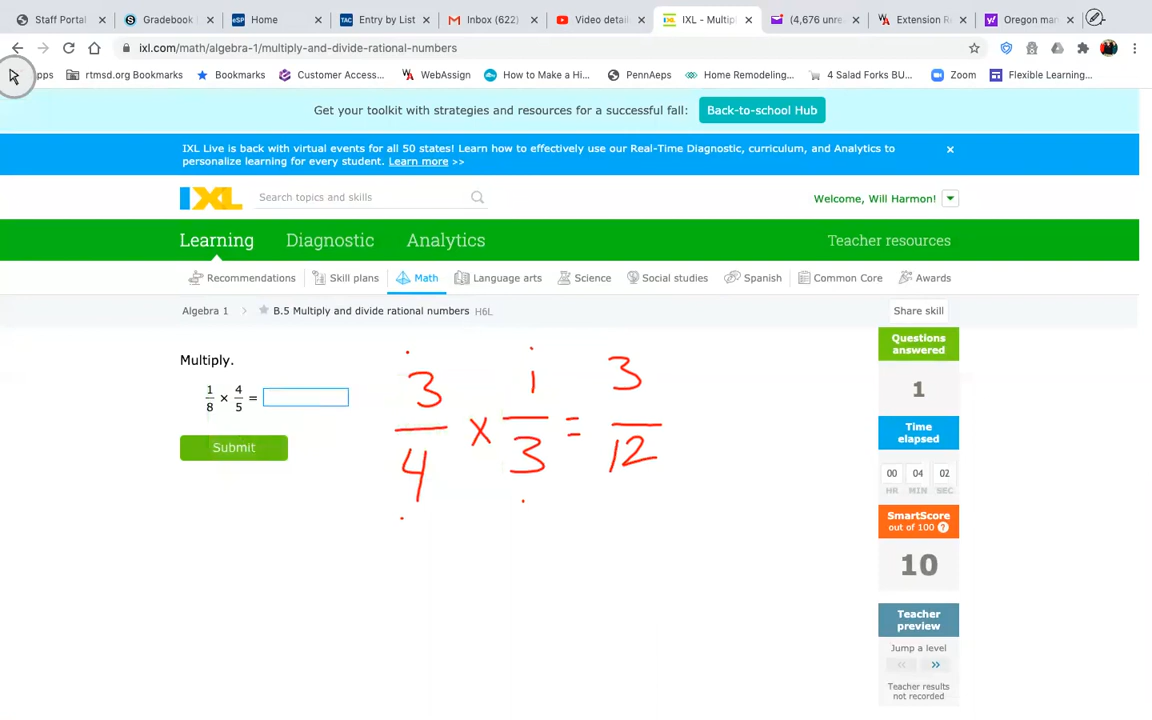 Staff Portal
Gradebook
Home
Entry by List
Inbox (622)
Video detail
IXL - Multip
(4,676 unre
Extension R
Oregon man
ixl.com/math/algebra-1/multiply-and-divide-rational-numbers
rtmsd.org Bookmarks
Bookmarks
Customer Access...
WebAssign
How to Make a Hi...
PennAeps
Home Remodeling...
4 Salad Forks BU...
Zoom
Flexible Learning...
Get your toolkit with strategies and resources for a successful fall:
Back-to-school Hub
IXL Live is back with virtual events for all 50 states! Learn how to effectively use our Real-Time Diagnostic, curriculum, and Analytics to
personalize learning for every student. Learn more >>
IXL
Search topics and skills
Welcome, Will Harmon!
Learning
Diagnostic
Analytics
Teacher resources
Recommendations
Skill plans
Math
Language arts
Science
Social studies
Spanish
Common Core
Awards
Algebra 1
B.5 Multiply and divide rational numbers H6L
Share skill
Multiply.
1/8 × 4/5 =
Submit
3/4 × 1/3 = 3/12
Questions
answered
1
Time
elapsed
00 04 02
HR MIN SEC
SmartScore
out of 100 ?
10
Teacher
preview
Jump a level
<< >>
Teacher results
not recorded